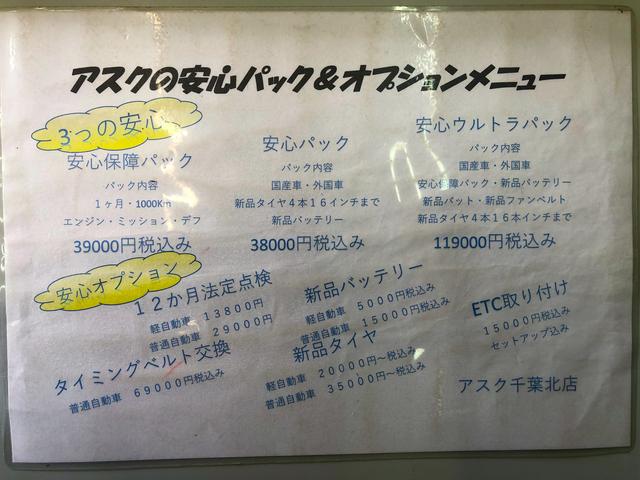 アスクの安心パック＆オプションメニュー
3つの安心
安心保障パック
パック内容
1ヶ月・1000Km
エンジン・ミッション・デフ
39000円税込み
安心パック
パック内容
国産車・外国車
新品タイヤ4本16インチまで
新品バッテリー
38000円税込み
安心ウルトラパック
パック内容
国産車・外国車
安心保障パック・新品バッテリー
新品バット・新品ファンベルト
新品タイヤ4本16本インチまで
119000円税込み
安心オプション
12か月法定点検
軽自動車 13800円
普通自動車 29000円
新品バッテリー
軽自動車 5000円税込み
普通自動車 15000円税込み
ETC取り付け
15000円税込み
セットアップ込み
タイミングベルト交換
普通自動車 69000円税込み
新品タイヤ
軽自動車 20000円～税込み
普通自動車 35000円～税込み
アスク千葉北店